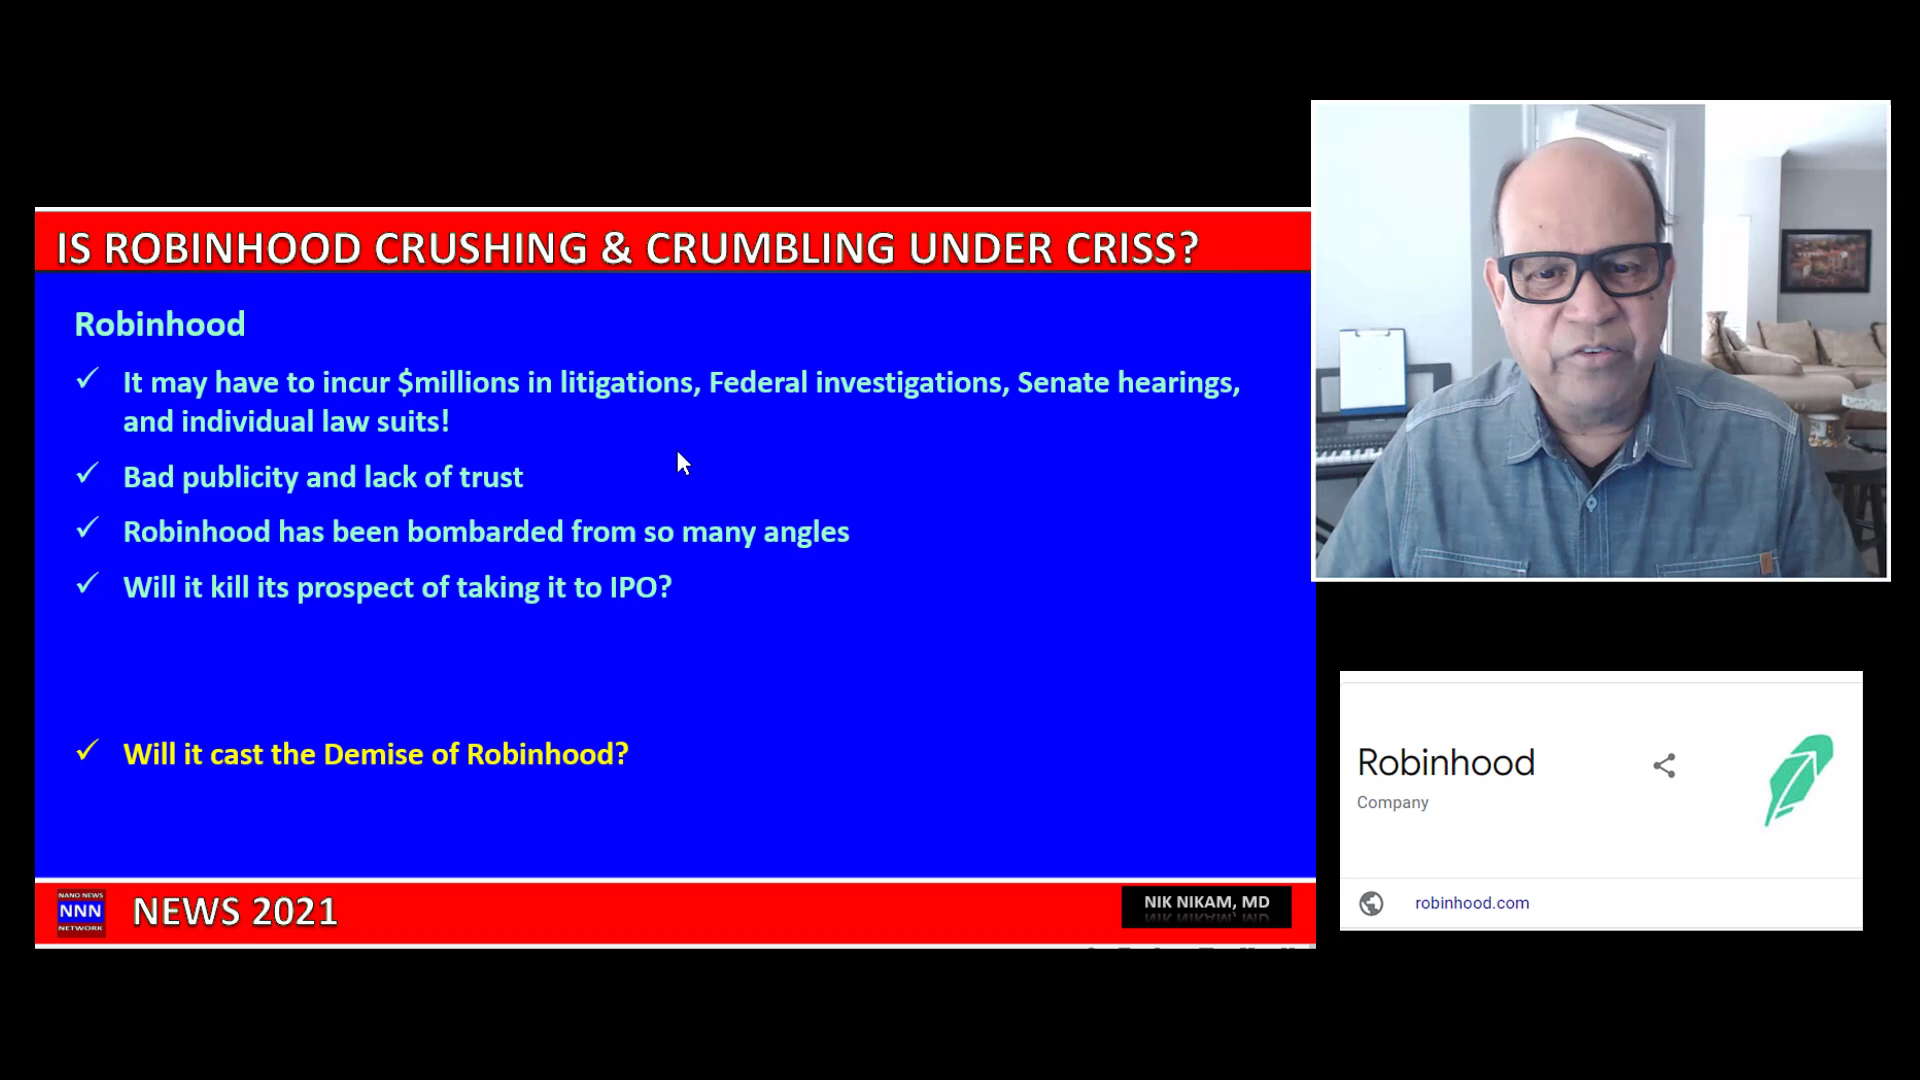 IS ROBINHOOD CRUSHING & CRUMBLING UNDER CRISS?
Robinhood
✓ It may have to incur $millions in litigations, Federal investigations, Senate hearings,
and individual law suits!
✓ Bad publicity and lack of trust
✓ Robinhood has been bombarded from so many angles
✓ Will it kill its prospect of taking it to IPO?
✓ Will it cast the Demise of Robinhood?
NANO NEWS
NNN
NETWORK
NEWS 2021
NIK NIKAM, MD
Robinhood
Company
robinhood.com